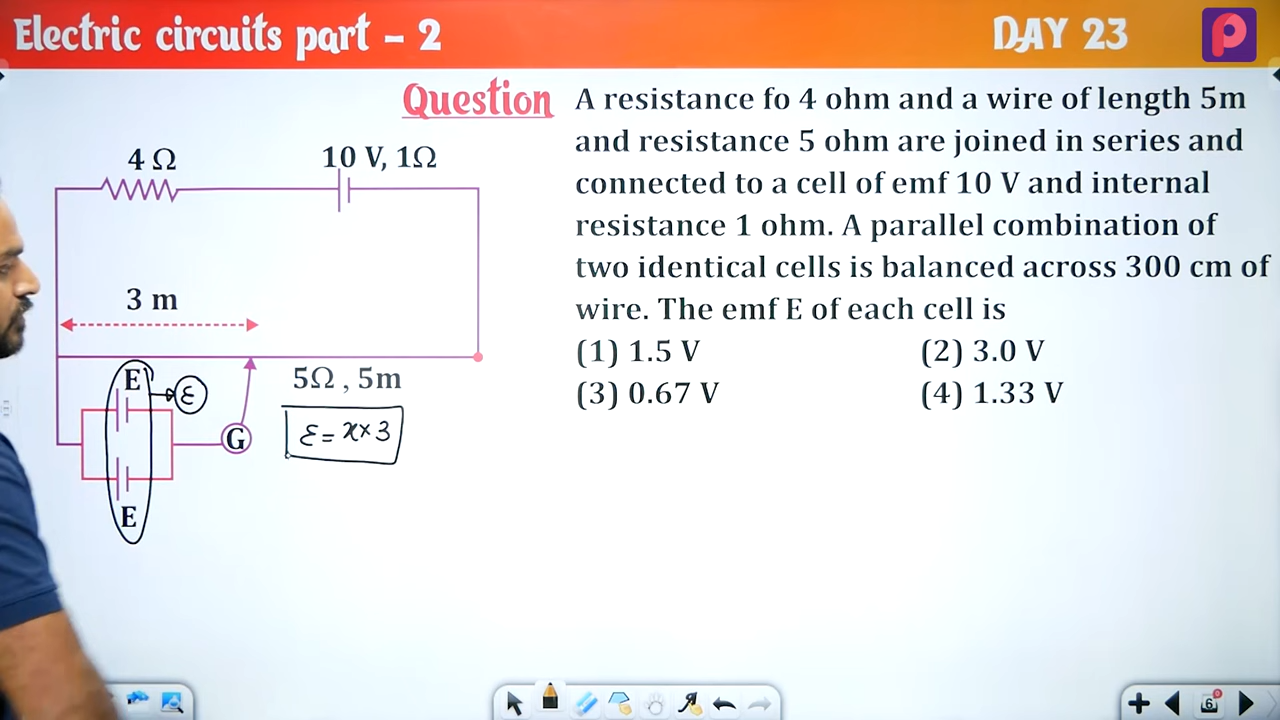 Electric circuits part – 2
DAY 23
Question
A resistance fo 4 ohm and a wire of length 5m
and resistance 5 ohm are joined in series and
connected to a cell of emf 10 V and internal
resistance 1 ohm. A parallel combination of
two identical cells is balanced across 300 cm of
wire. The emf E of each cell is
(1) 1.5 V
(2) 3.0 V
(3) 0.67 V
(4) 1.33 V
4 Ω
10 V, 1Ω
3 m
E
ε
5Ω , 5m
ε = x × 3
G
E
6